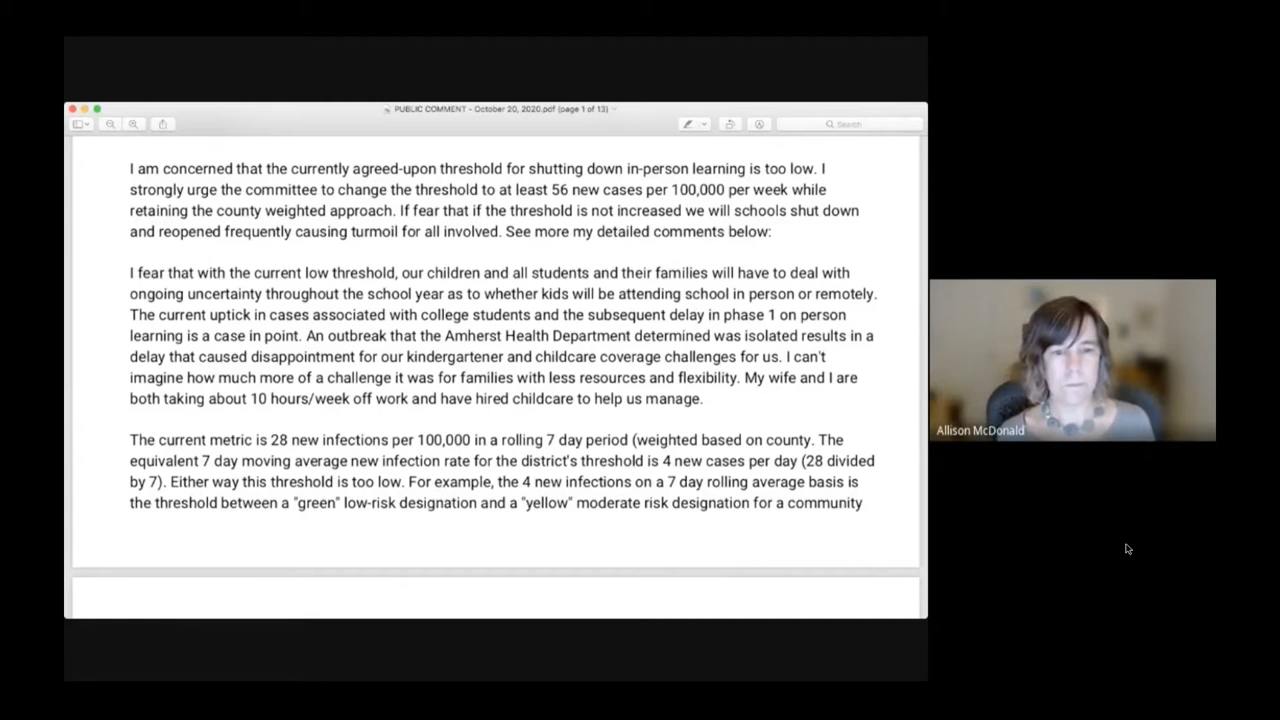 PUBLIC COMMENT - October 20, 2020.pdf (page 1 of 13)
Search
I am concerned that the currently agreed-upon threshold for shutting down in-person learning is too low. I
strongly urge the committee to change the threshold to at least 56 new cases per 100,000 per week while
retaining the county weighted approach. If fear that if the threshold is not increased we will schools shut down
and reopened frequently causing turmoil for all involved. See more my detailed comments below:
I fear that with the current low threshold, our children and all students and their families will have to deal with
ongoing uncertainty throughout the school year as to whether kids will be attending school in person or remotely.
The current uptick in cases associated with college students and the subsequent delay in phase 1 on person
learning is a case in point. An outbreak that the Amherst Health Department determined was isolated results in a
delay that caused disappointment for our kindergartener and childcare coverage challenges for us. I can't
imagine how much more of a challenge it was for families with less resources and flexibility. My wife and I are
both taking about 10 hours/week off work and have hired childcare to help us manage.
The current metric is 28 new infections per 100,000 in a rolling 7 day period (weighted based on county. The
equivalent 7 day moving average new infection rate for the district's threshold is 4 new cases per day (28 divided
by 7). Either way this threshold is too low. For example, the 4 new infections on a 7 day rolling average basis is
the threshold between a "green" low-risk designation and a "yellow" moderate risk designation for a community
Allison McDonald